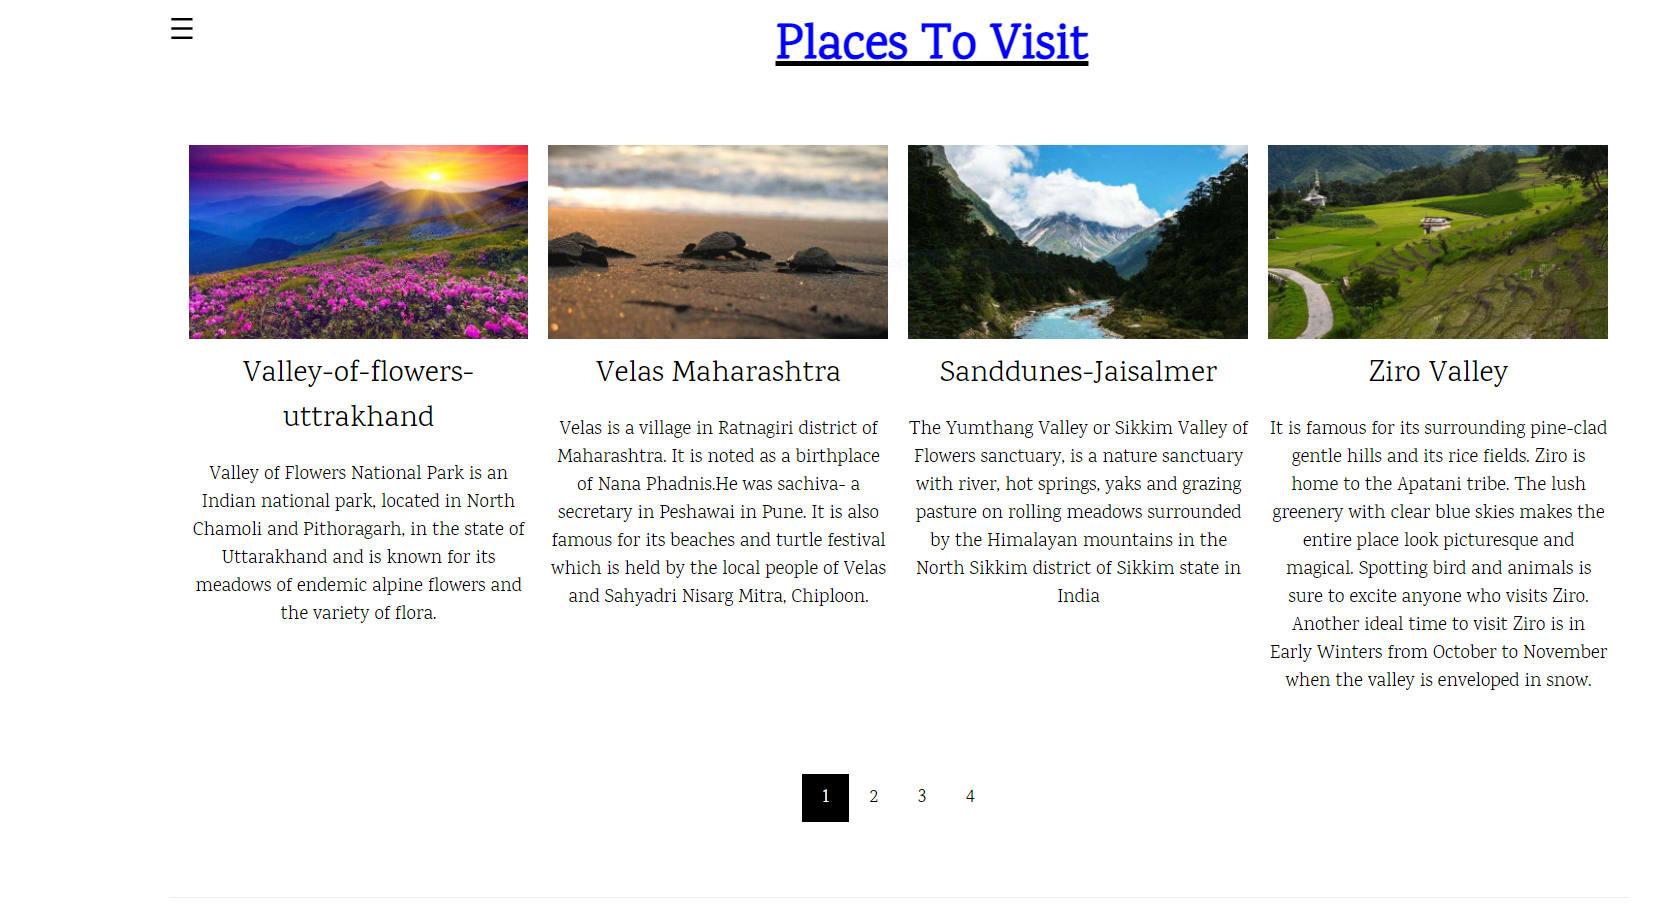 ☰
Places To Visit
Valley-of-flowers-
uttrakhand
Valley of Flowers National Park is an
Indian national park, located in North
Chamoli and Pithoragarh, in the state of
Uttarakhand and is known for its
meadows of endemic alpine flowers and
the variety of flora.
Velas Maharashtra
Velas is a village in Ratnagiri district of
Maharashtra. It is noted as a birthplace
of Nana Phadnis.He was sachiva- a
secretary in Peshawai in Pune. It is also
famous for its beaches and turtle festival
which is held by the local people of Velas
and Sahyadri Nisarg Mitra, Chiploon.
Sanddunes-Jaisalmer
The Yumthang Valley or Sikkim Valley of
Flowers sanctuary, is a nature sanctuary
with river, hot springs, yaks and grazing
pasture on rolling meadows surrounded
by the Himalayan mountains in the
North Sikkim district of Sikkim state in
India
Ziro Valley
It is famous for its surrounding pine-clad
gentle hills and its rice fields. Ziro is
home to the Apatani tribe. The lush
greenery with clear blue skies makes the
entire place look picturesque and
magical. Spotting bird and animals is
sure to excite anyone who visits Ziro.
Another ideal time to visit Ziro is in
Early Winters from October to November
when the valley is enveloped in snow.
1 2 3 4